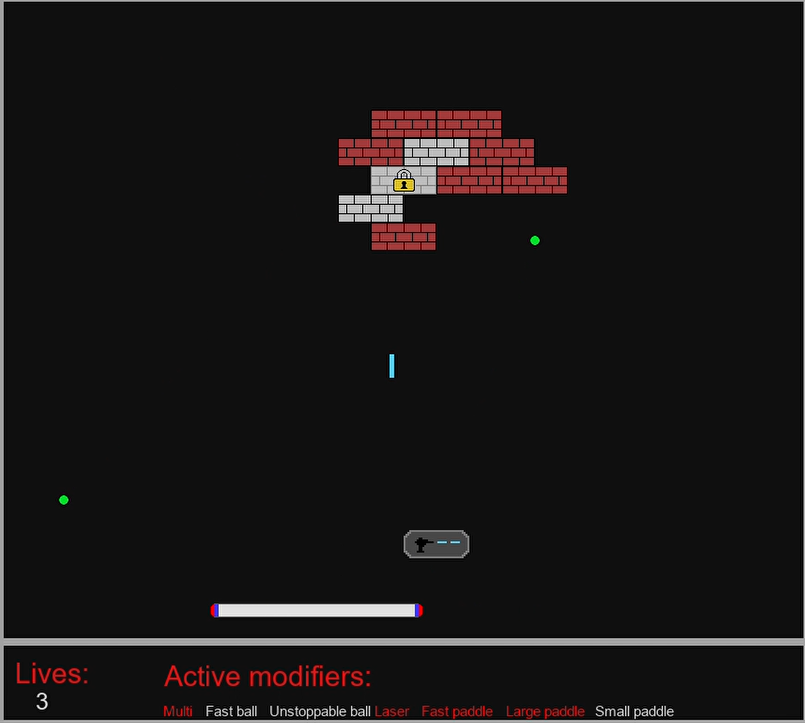 Lives:
3
Active modifiers:
Multi Fast ball Unstoppable ball Laser Fast paddle Large paddle Small paddle